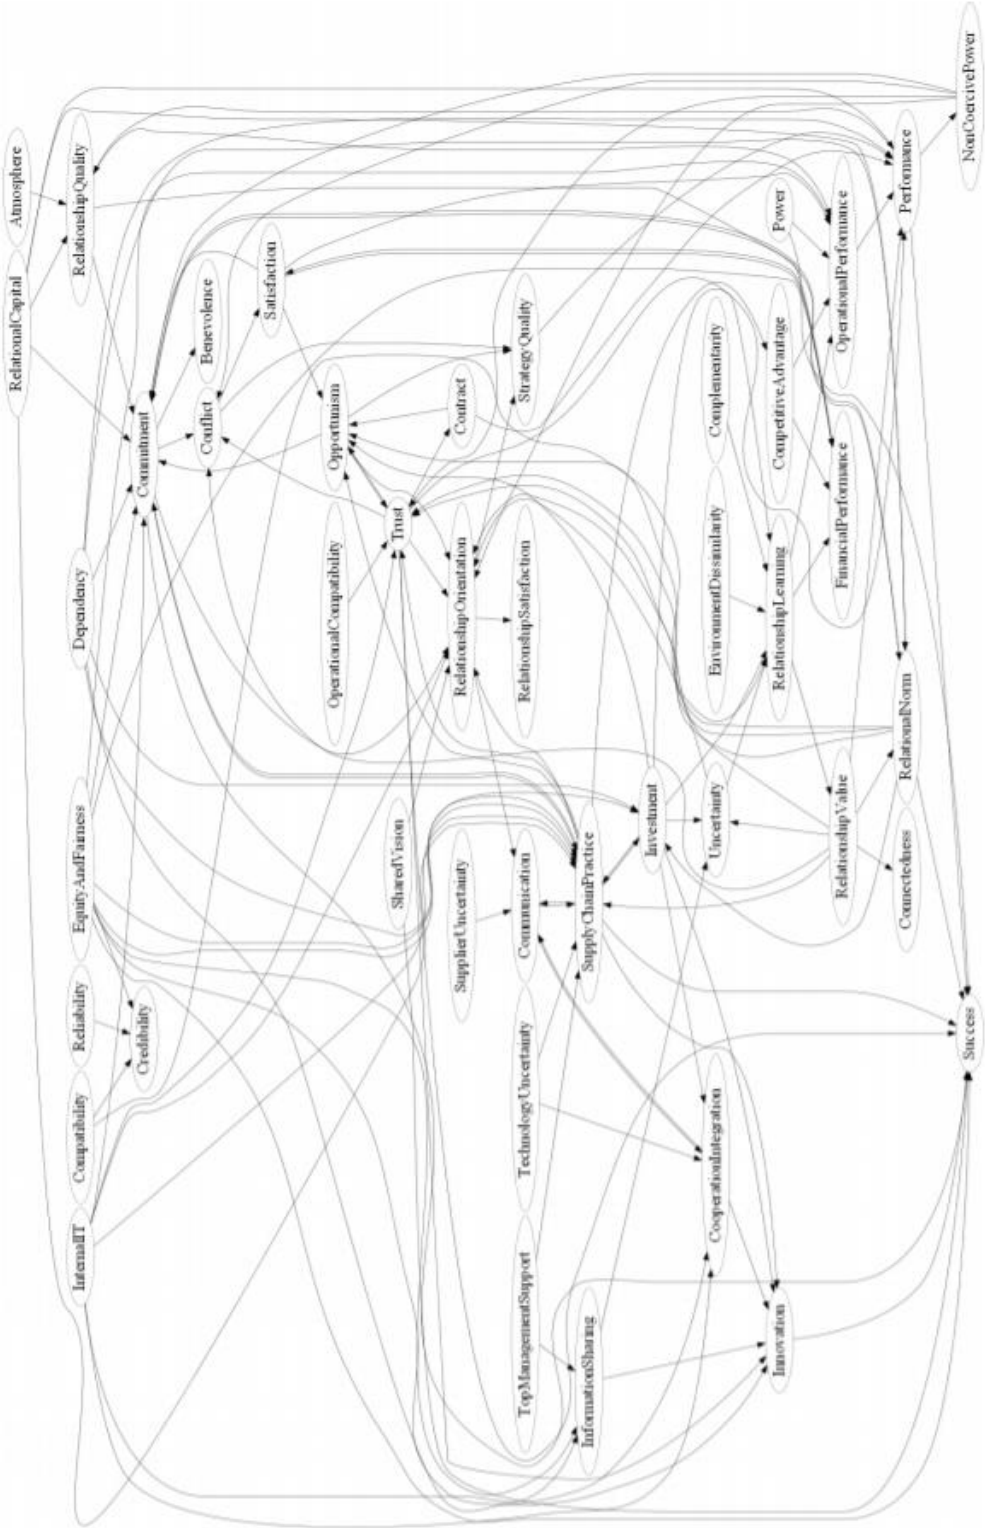 Atmosphere
RelationalCapital
RelationshipQuality
Dependency
EquityAndFairness
Reliability
Compatibility
InternalIT
Commitment
Credibility
Benevolence
Conflict
Satisfaction
Opportunism
OperationalCompatibility
Trust
SharedVision
Contract
RelationshipOrientation
SupplierUncertainty
StrategyQuality
RelationshipSatisfaction
Communication
TechnologyUncertainty
TopManagementSupport
SupplyChainPractice
InformationSharing
Investment
Complementarity
EnvironmentDissimilarity
Uncertainty
CooperationIntegration
Power
CompetitiveAdvantage
RelationshipLearning
Innovation
OperationalPerformance
FinancialPerformance
RelationshipValue
Performance
RelationalNorm
Connectedness
NonCoercivePower
Success